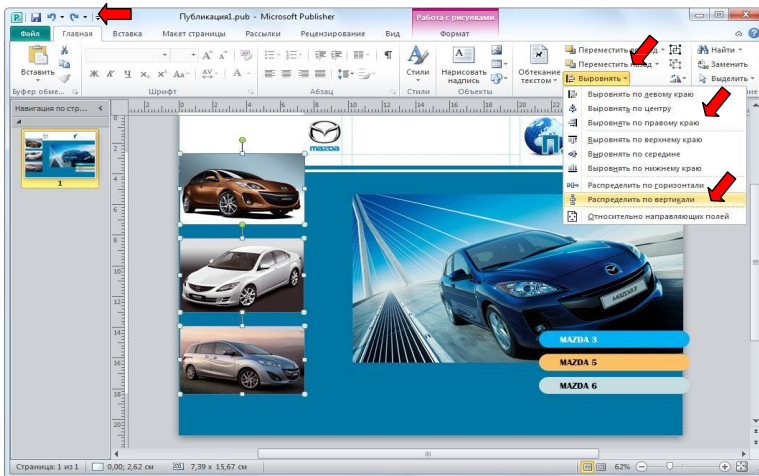 Публикация1.pub - Microsoft Publisher
Работа с рисунками
Файл Главная Вставка Макет страницы Рассылки Рецензирование Вид Формат
Вставить
Ж К Ч
Стили
Нарисовать надпись
Обтекание текстом
Переместить
Переместить
Выровнять
Найти
Заменить
Выделить
Буфер обме... Шрифт Абзац Стили Объекты
Выровнять по левому краю
Выровнять по центру
Выровнять по правому краю
Выровнять по верхнему краю
Выровнять по середине
Выровнять по нижнему краю
Распределить по горизонтали
Распределить по вертикали
Относительно направляющих полей
Навигация по стр...
1
mazda
MAZDA 3
MAZDA 5
MAZDA 6
Страница: 1 из 1 0,00; 2,62 см 7,39 x 15,67 см 62%